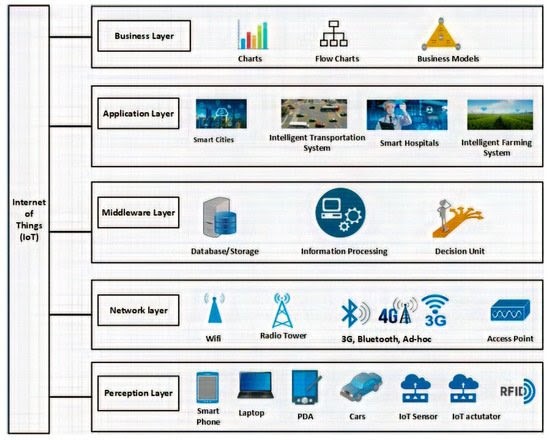 Internet
of
Things
(IoT)
Business Layer
Charts
Flow Charts
Business Models
Application Layer
Smart Cities
Intelligent Transportation
System
Smart Hospitals
Intelligent Farming
System
Middleware Layer
Database/Storage
Information Processing
Decision Unit
Network layer
4G
3G
Wifi
Radio Tower
3G, Bluetooth, Ad-hoc
Access Point
Perception Layer
RFID
Smart
Phone
Laptop
PDA
Cars
IoT Sensor
IoT actutator